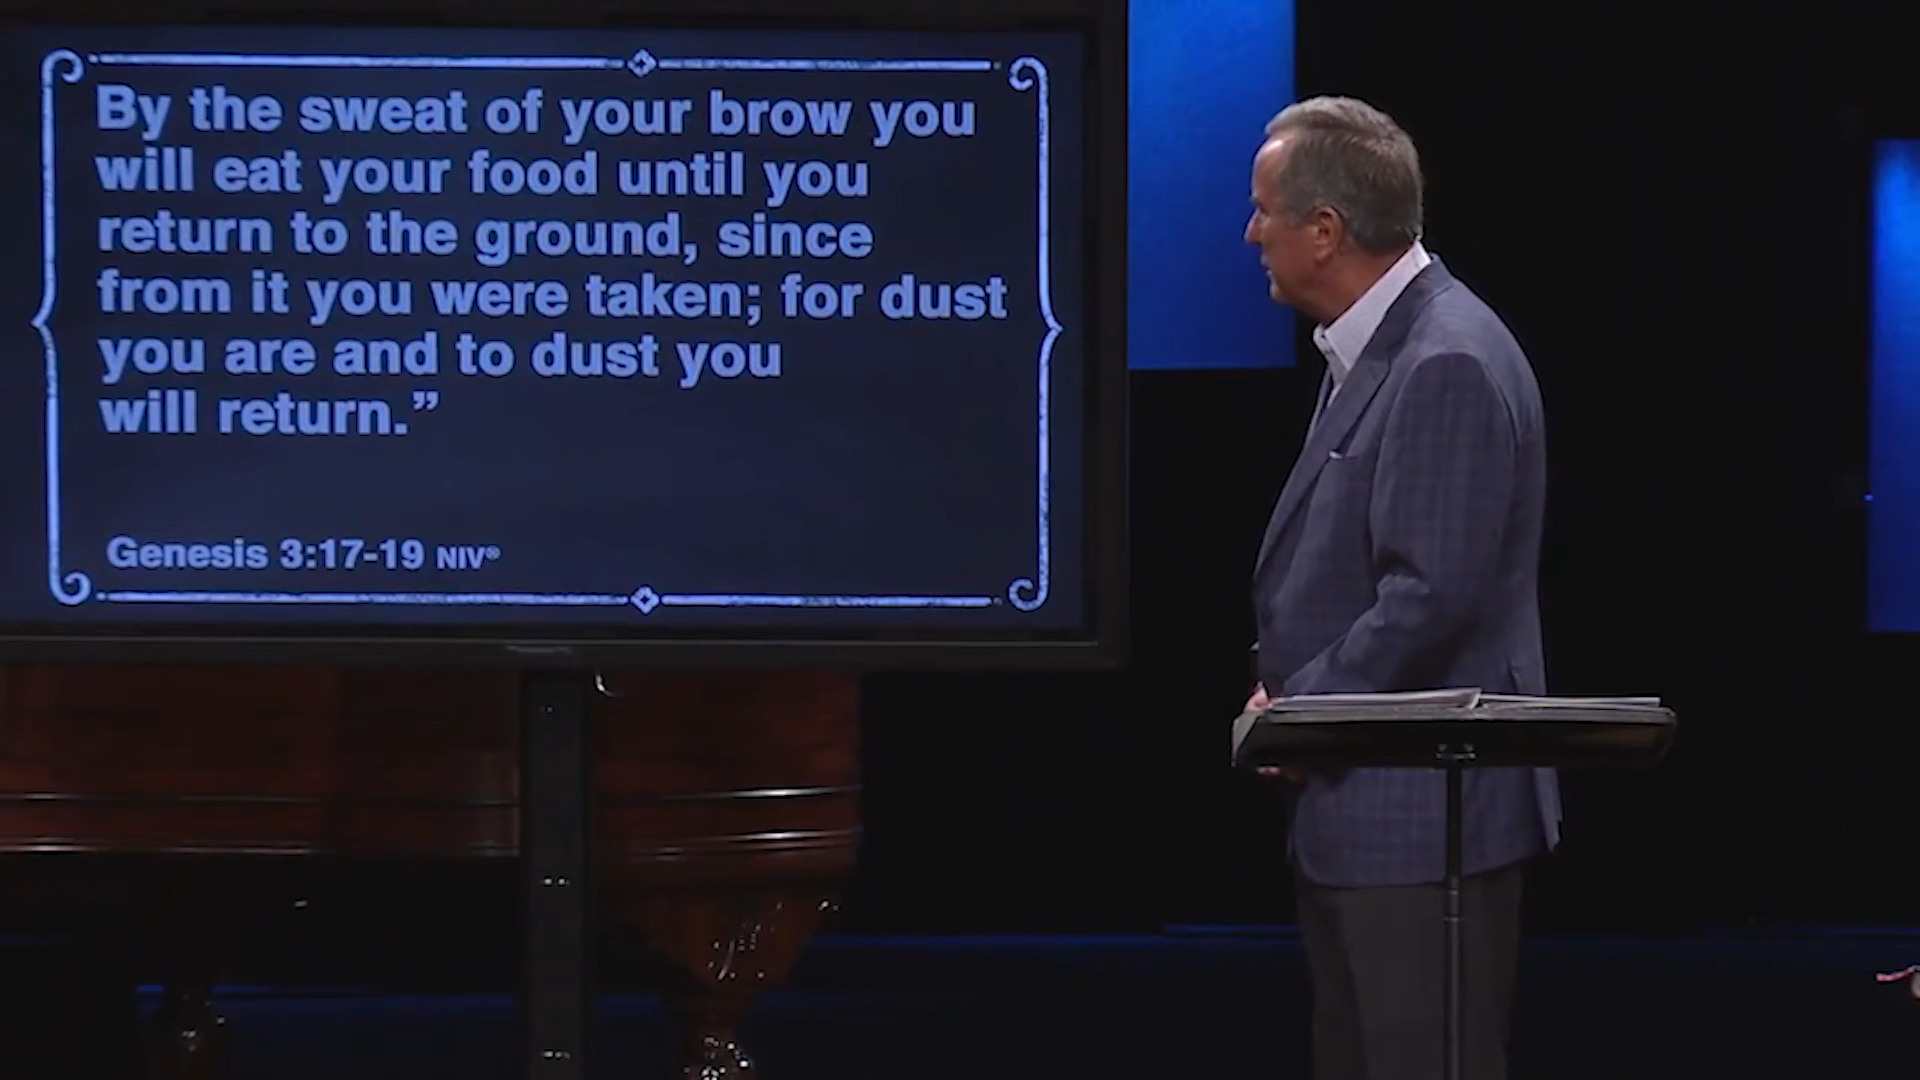 By the sweat of your brow you
will eat your food until you
return to the ground, since
from it you were taken; for dust
you are and to dust you
will return.”
Genesis 3:17-19 NIV®